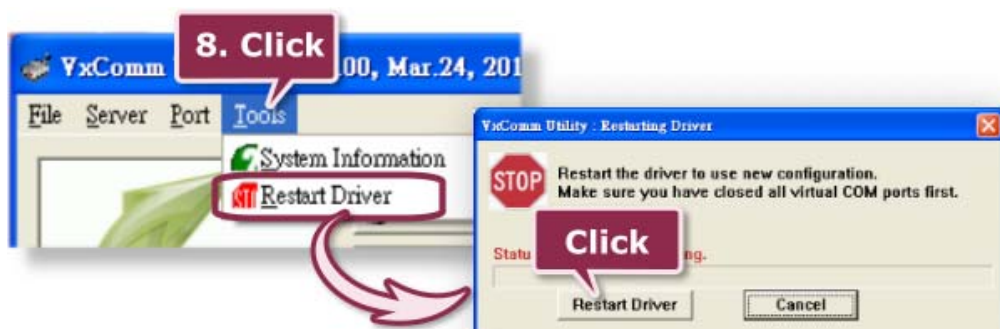 8. Click
VxComm 00, Mar.24, 201
File Server Port Tools
System Information
Restart Driver
VxComm Utility : Restarting Driver
STOP
Restart the driver to use new configuration.
Make sure you have closed all virtual COM ports first.
Click
Restart Driver
Cancel